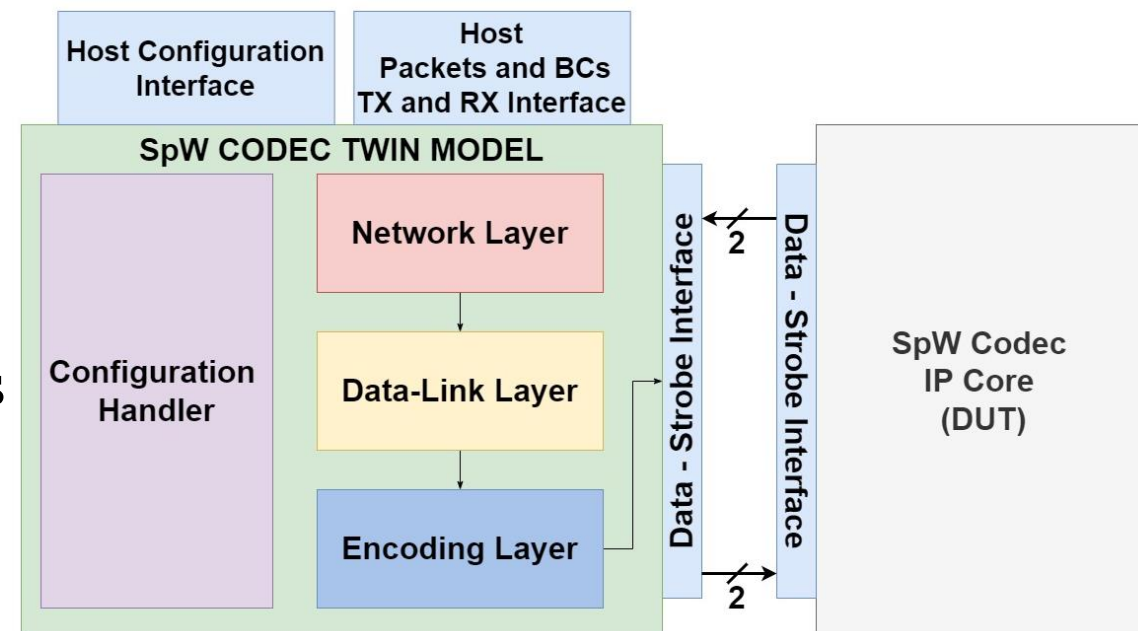 Host Configuration
Interface
Host
Packets and BCs
TX and RX Interface
SpW CODEC TWIN MODEL
Configuration
Handler
Network Layer
Data-Link Layer
Encoding Layer
Data - Strobe Interface
2
2
Data - Strobe Interface
SpW Codec
IP Core
(DUT)